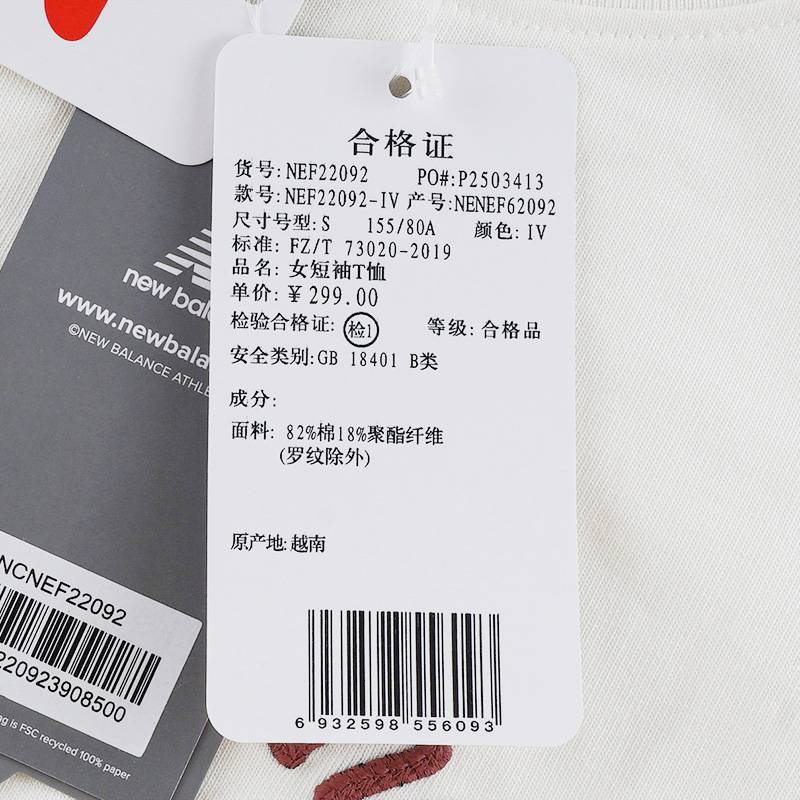 合格证
货号: NEF22092 PO#:P2503413
款号:NEF22092-IV 产号:NENEF62092
尺寸号型:S 155/80A 颜色: IV
标准: FZ/T 73020-2019
品名: 女短袖T恤
单价:￥299.00
检验合格证: 检1 等级: 合格品
安全类别:GB 18401 B类
成分:
面料: 82%棉18%聚酯纤维
(罗纹除外)
原产地:越南
6 932598 556093
new bal
www.newbala
©NEW BALANCE ATHLE
NCNEF22092
220923908500
ag is FSC recycled 100% paper